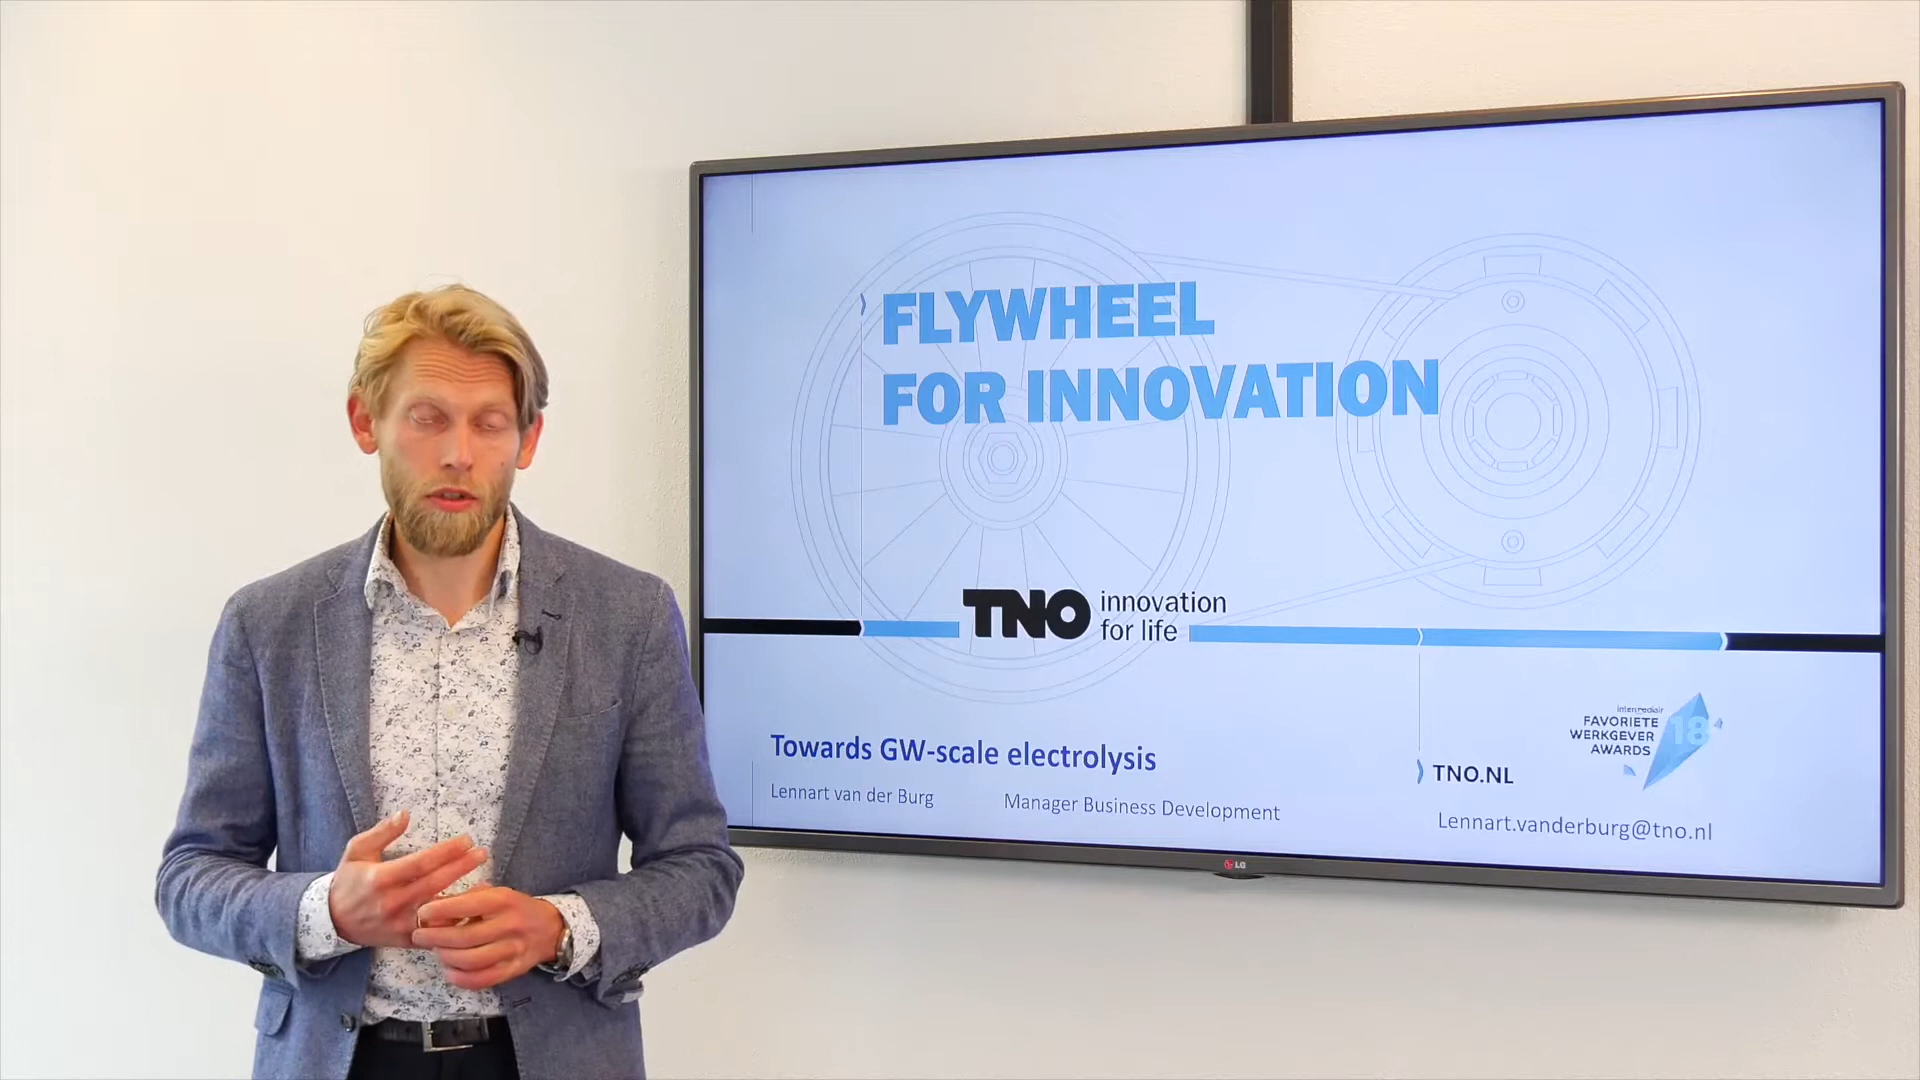 FLYWHEEL
FOR INNOVATION
TNO innovation
for life
intermediair
FAVORIETE
WERKGEVER
AWARDS
18
Towards GW-scale electrolysis
TNO.NL
Lennart van der Burg
Manager Business Development
Lennart.vanderburg@tno.nl
LG